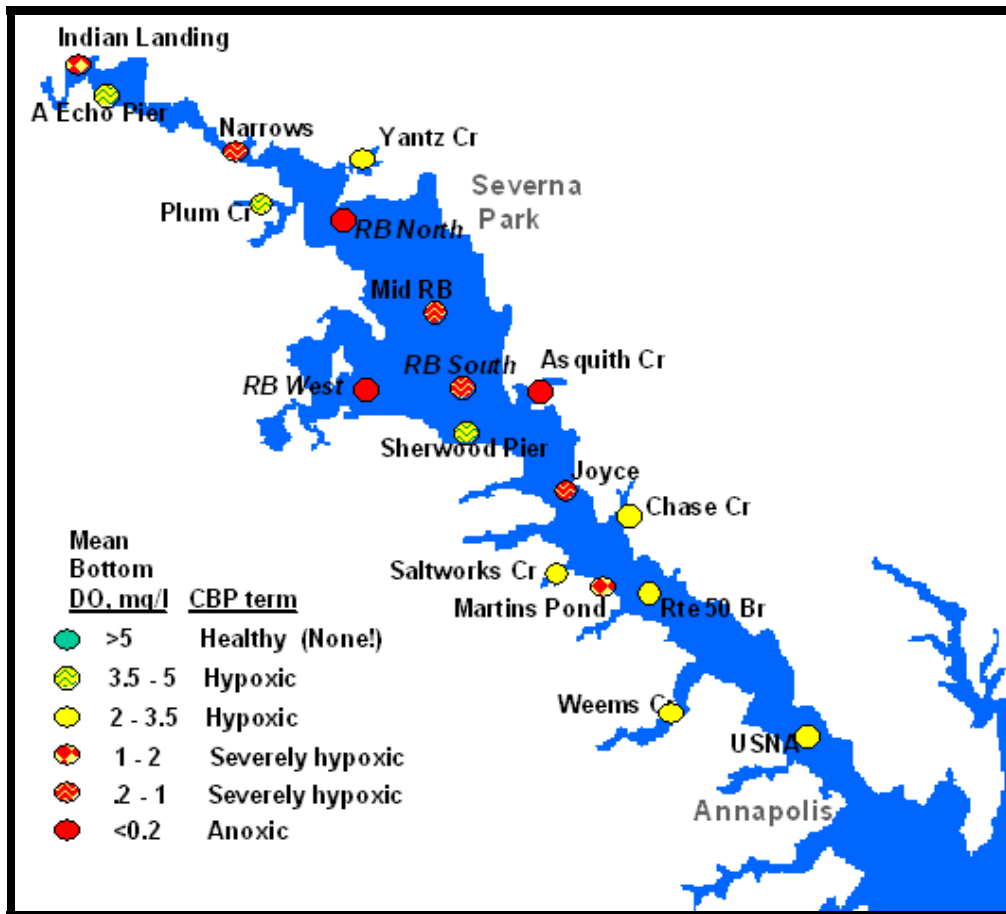 Indian Landing
A Echo Pier
Narrows
Yantz Cr
Severna
Park
Plum Cr
RB North
Mid RB
RB South
Asquith Cr
RB West
Sherwood Pier
Joyce
Chase Cr
Saltworks Cr
Martins Pond
Rte 50 Br
Weems Cr
USNA
Annapolis
Mean
Bottom
DO, mg/l CBP term
>5 Healthy (None!)
3.5 - 5 Hypoxic
2 - 3.5 Hypoxic
1 - 2 Severely hypoxic
.2 - 1 Severely hypoxic
<0.2 Anoxic